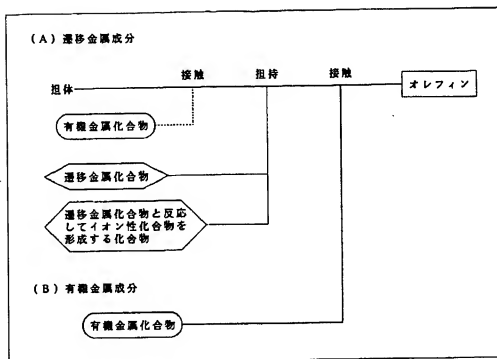 (A) 遷移金属成分
接触 担持 接触
担体
オレフィン
有機金属化合物
遷移金属化合物
遷移金属化合物と反応
してイオン性化合物を
形成する化合物
(B) 有機金属成分
有機金属化合物